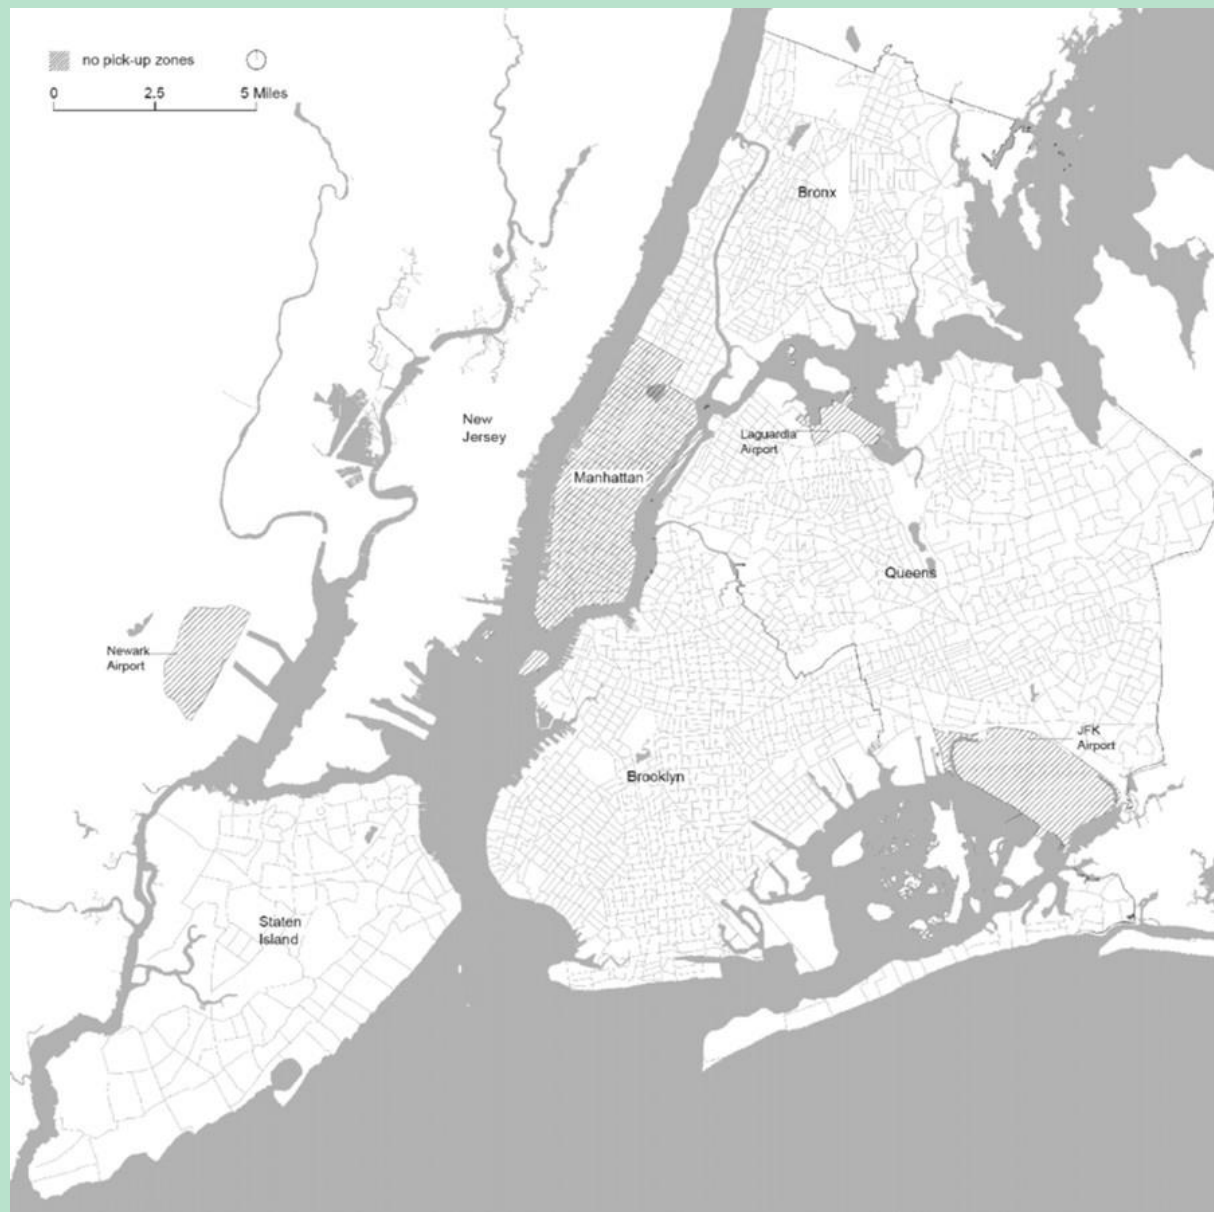 no pick-up zones
0 2.5 5 Miles
Bronx
New
Jersey
Laguardia
Airport
Manhattan
Queens
Newark
Airport
JFK
Airport
Brooklyn
Staten
Island